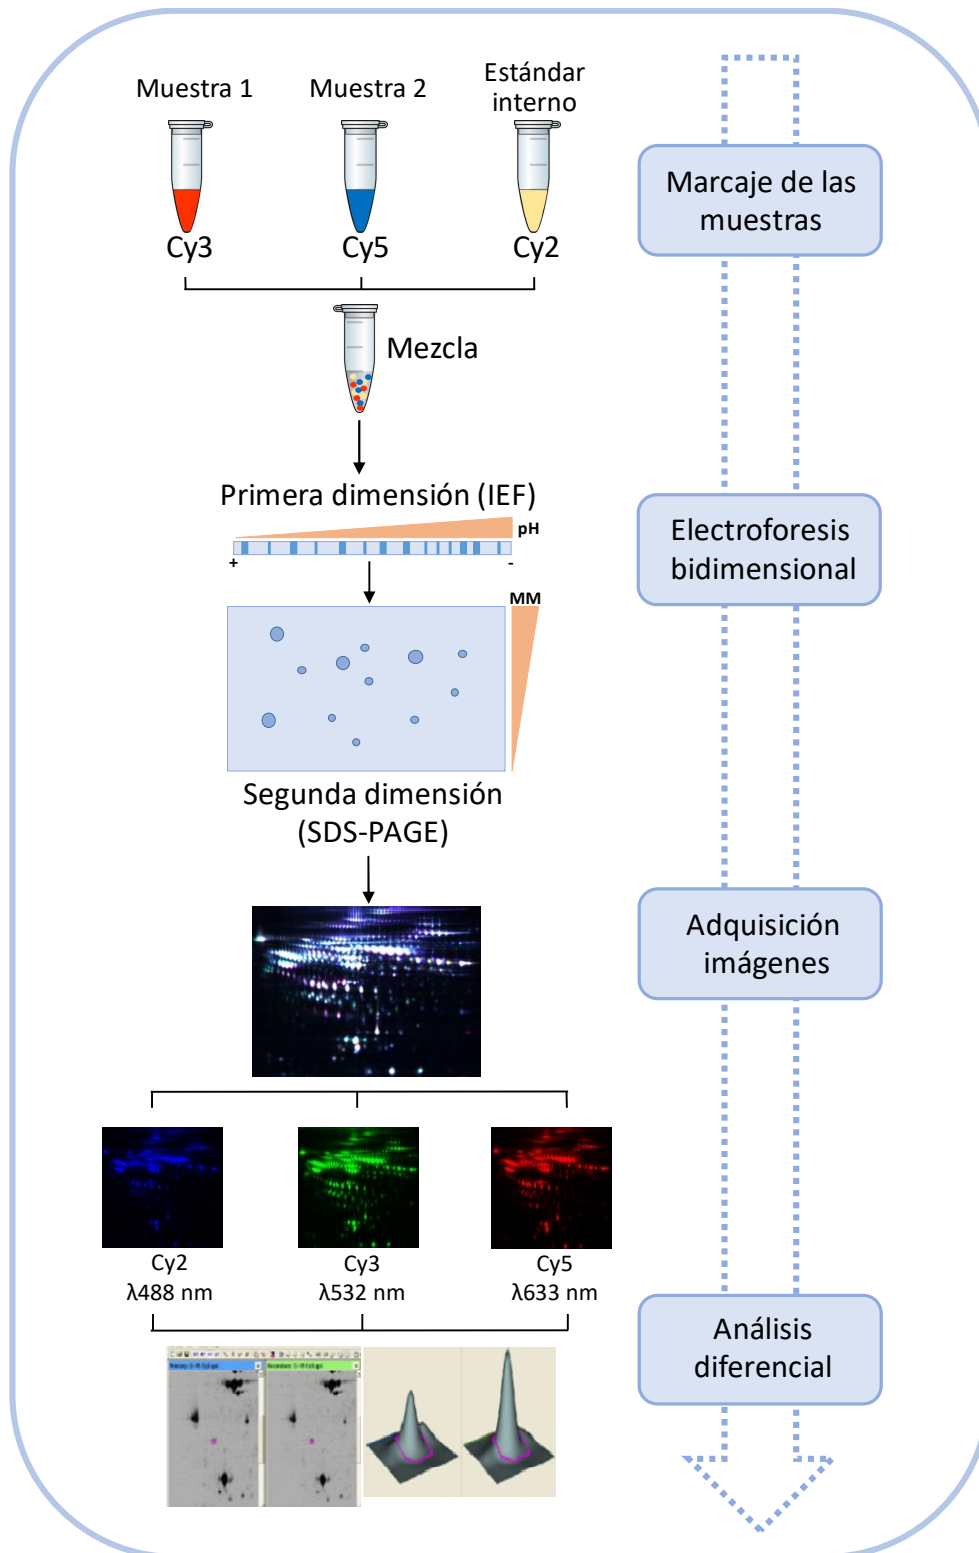 Muestra 1
Muestra 2
Estándar
interno
Cy3
Cy5
Cy2
Marcaje de las
muestras
Mezcla
Primera dimensión (IEF)
pH
+
-
Electroforesis
bidimensional
MM
Segunda dimensión
(SDS-PAGE)
Adquisición
imágenes
Cy2
λ488 nm
Cy3
λ532 nm
Cy5
λ633 nm
Análisis
diferencial